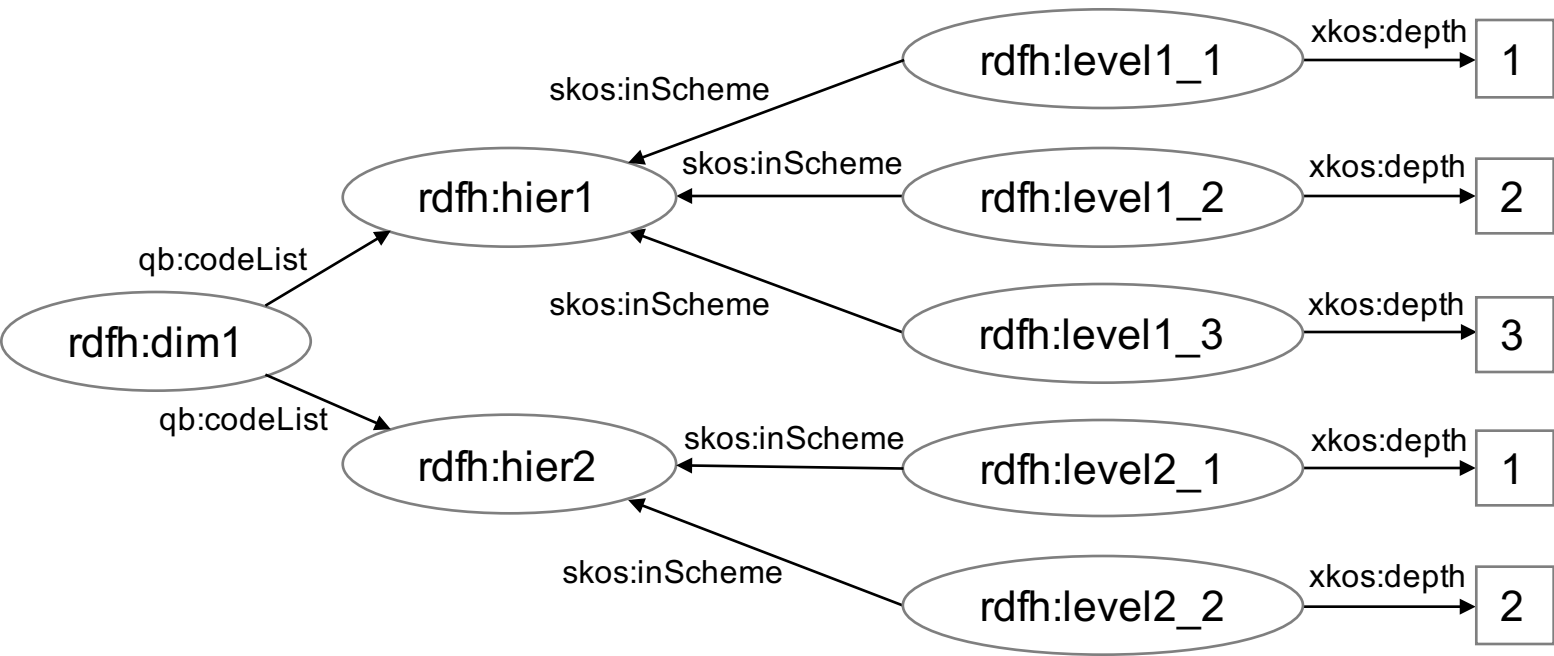 rdfh:level1_1
xkos:depth
1
skos:inScheme
rdfh:hier1
skos:inScheme
rdfh:level1_2
xkos:depth
2
qb:codeList
skos:inScheme
rdfh:level1_3
xkos:depth
3
rdfh:dim1
qb:codeList
rdfh:hier2
skos:inScheme
rdfh:level2_1
xkos:depth
1
skos:inScheme
rdfh:level2_2
xkos:depth
2